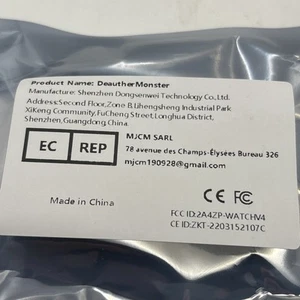 Product Name: DeautherMonster
Manufacture: Shenzhen Dongsenwei Technology Co.,Ltd.
Address:Second Floor,Zone B,Lihengsheng Industrial Park
XiKeng Community,FuCheng Street,Longhua District,
Shenzhen,Guangdong,China
EC REP
MJCM SARL
78 avenue des Champs-Élysées Bureau 326
mjcm190928@gmail.com
Made in China
CE FC
FCC ID:2A4ZP-WATCHV4
CE ID:ZKT-2203152107C